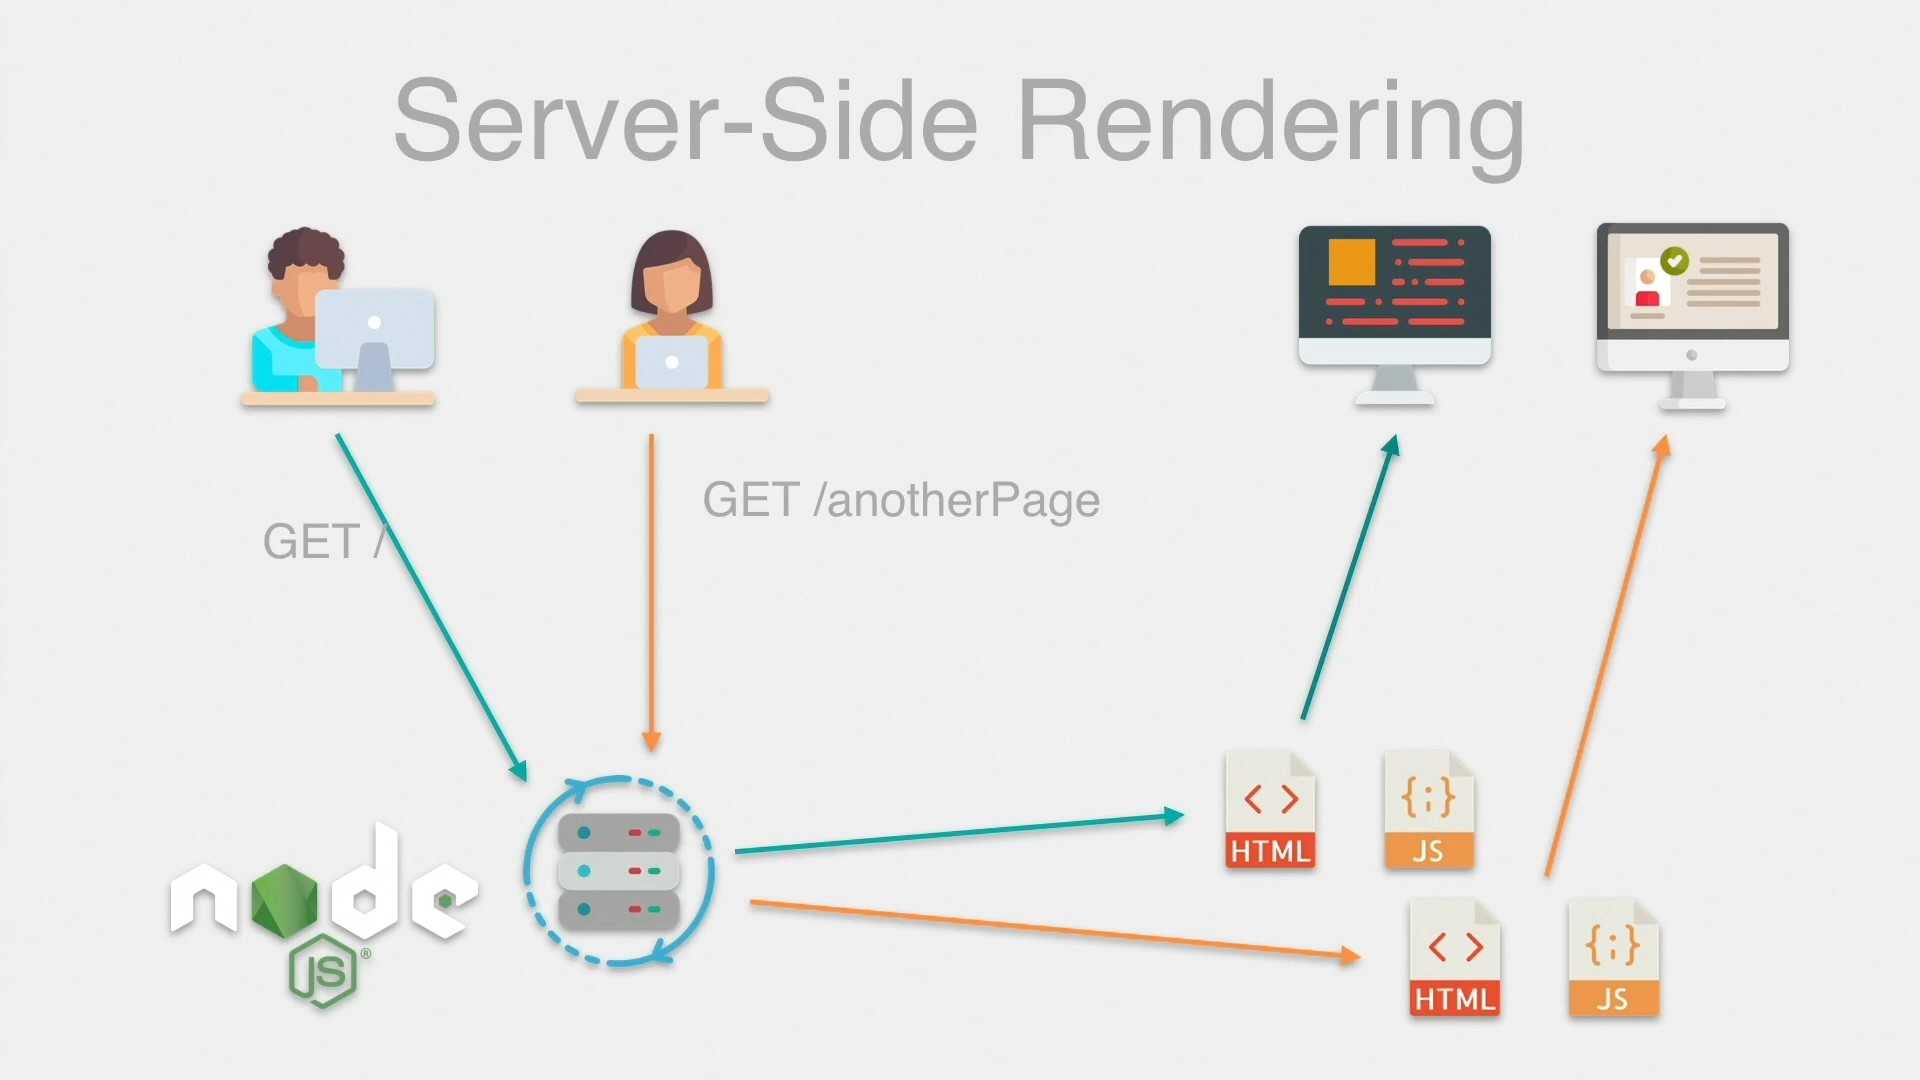 Server-Side Rendering
GET /anotherPage
GET /
node
JS ®
HTML
JS
HTML
JS